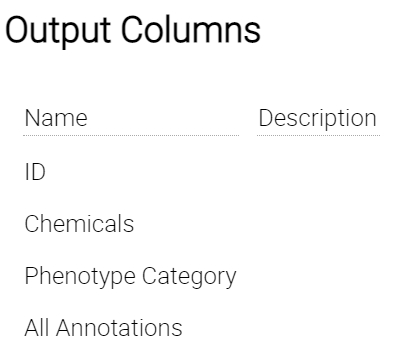 Output Columns
Name Description
ID
Chemicals
Phenotype Category
All Annotations